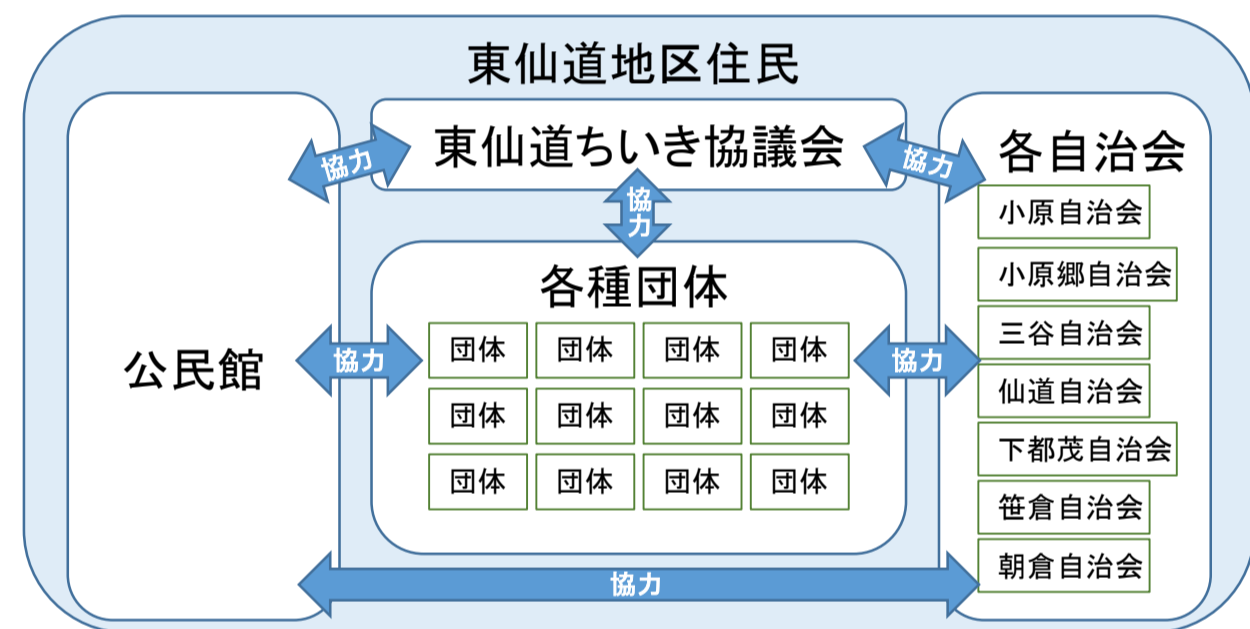 東仙道地区住民
東仙道ちいき協議会
各自治会
協力
協力
協力
小原自治会
小原郷自治会
三谷自治会
仙道自治会
下都茂自治会
笹倉自治会
朝倉自治会
各種団体
団体 団体 団体 団体
団体 団体 団体 団体
団体 団体 団体 団体
公民館
協力
協力
協力